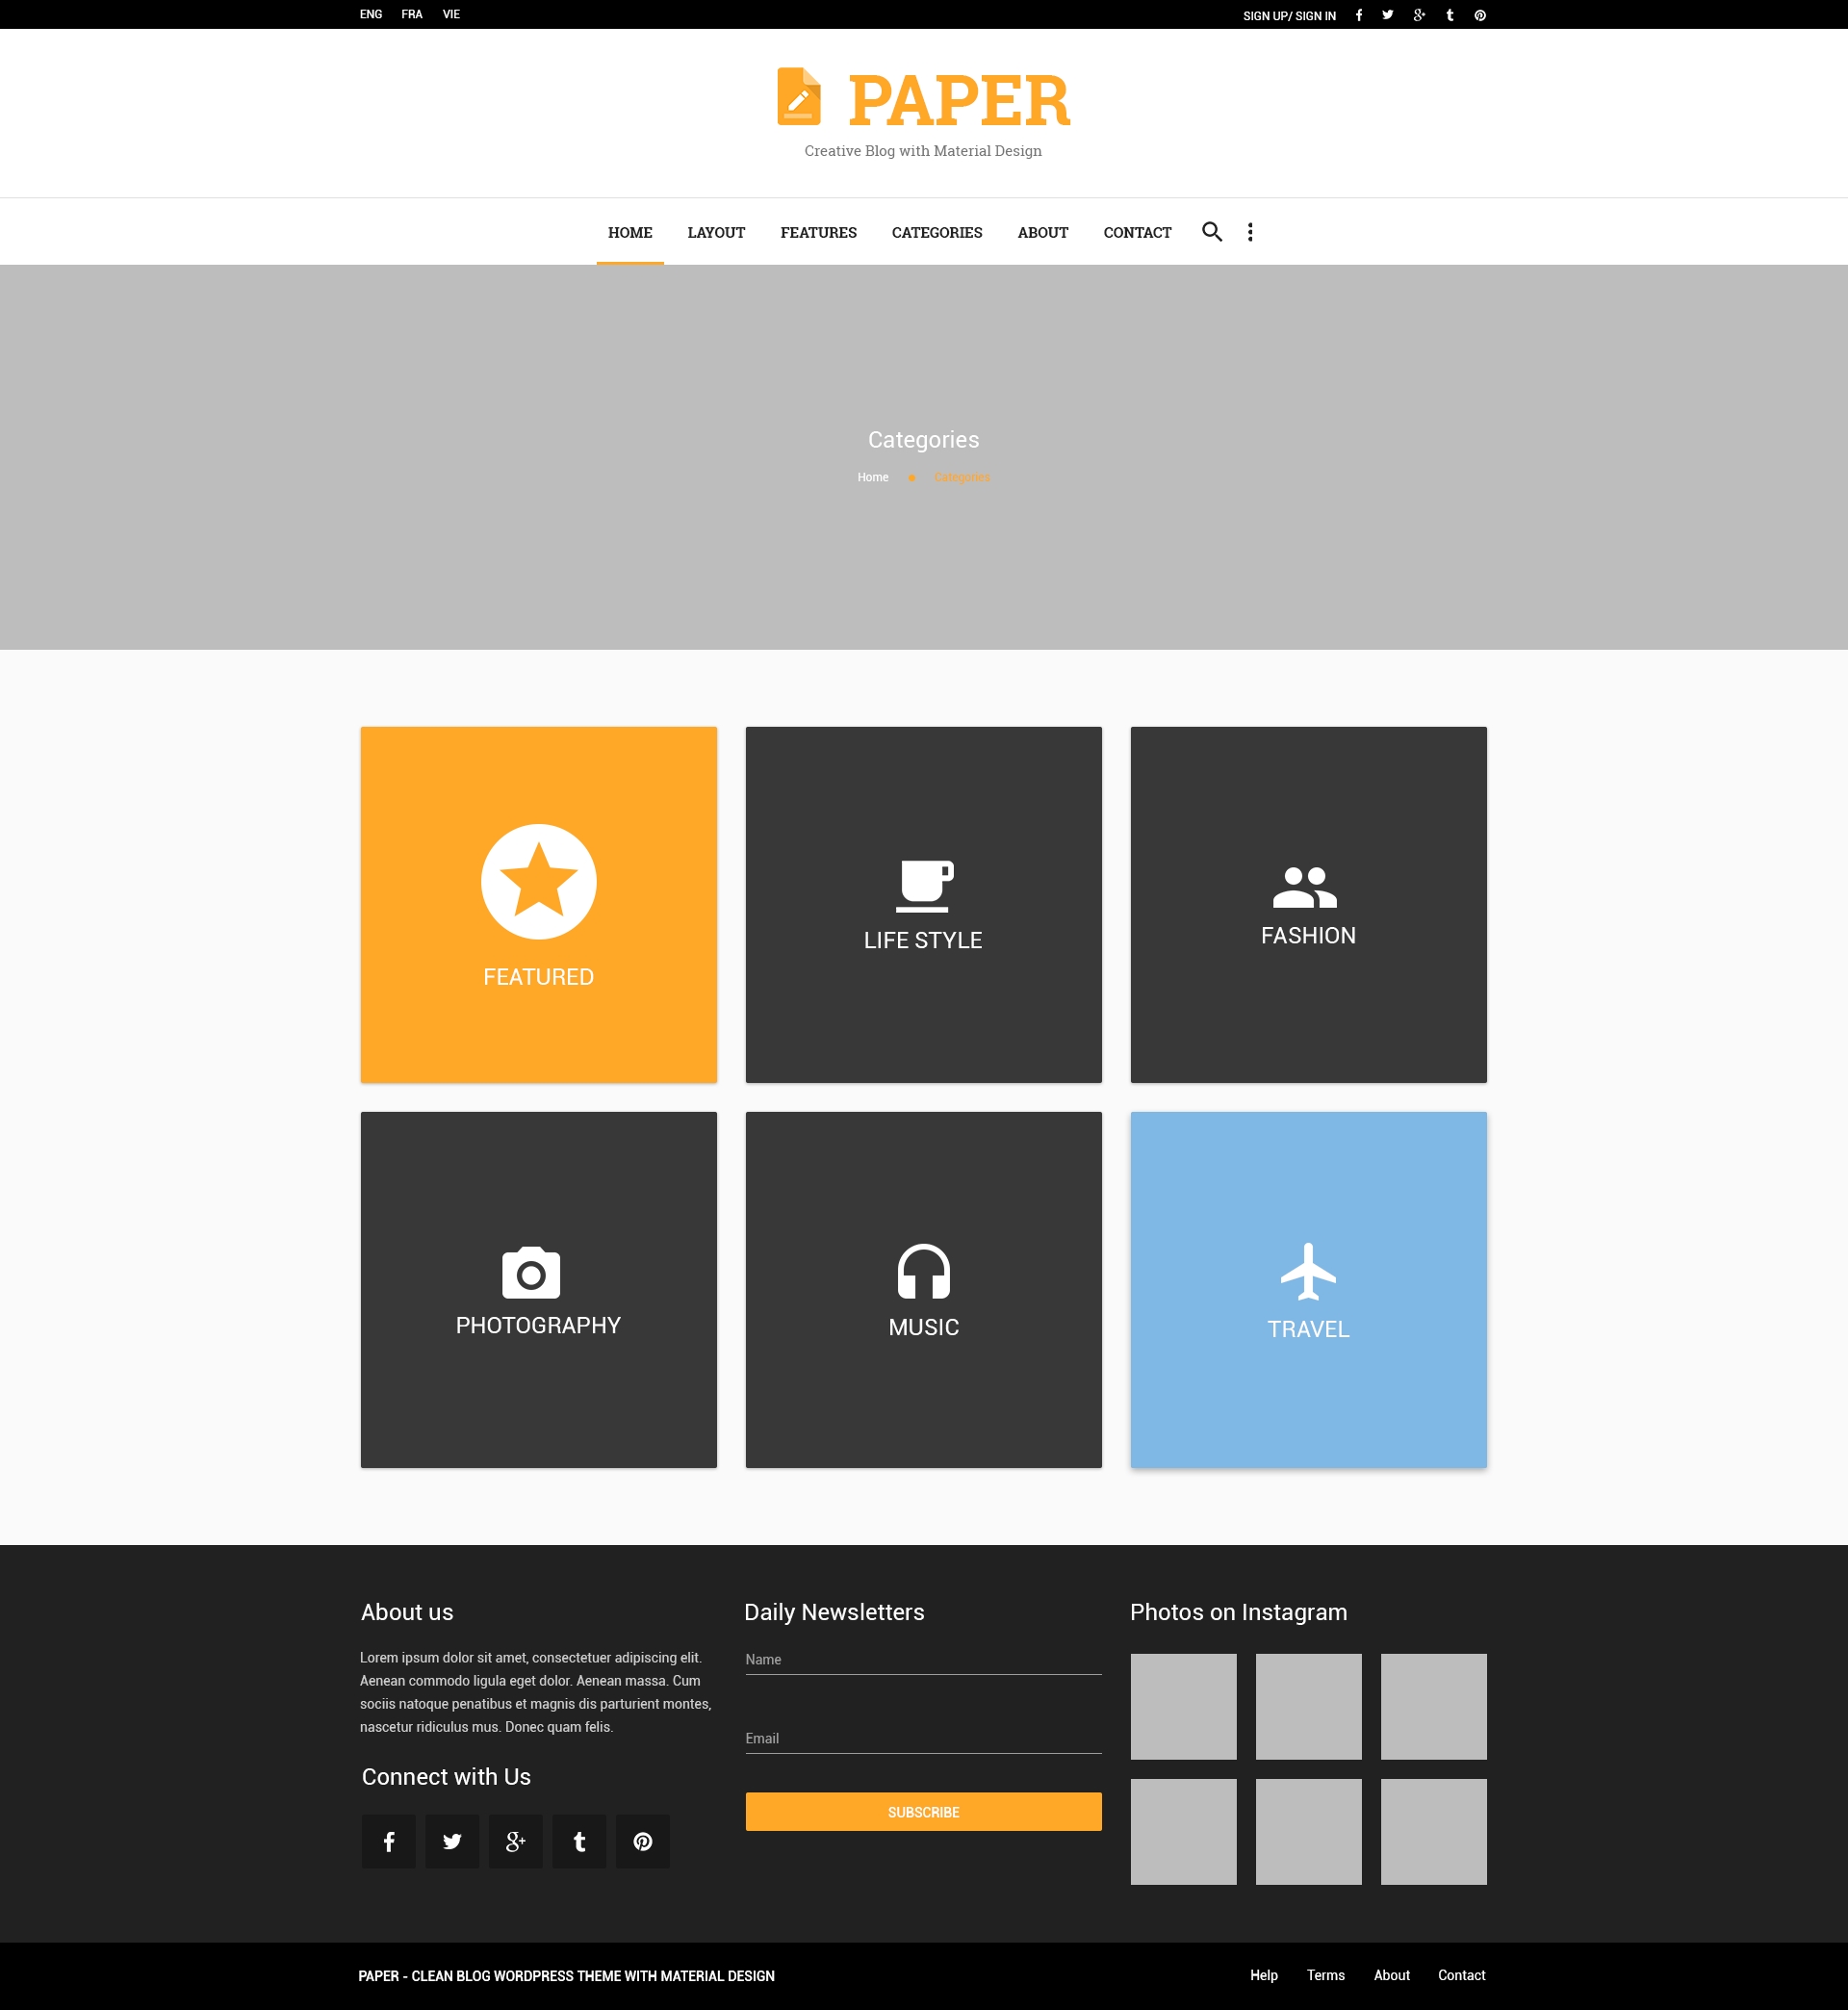 ENG FRA VIE
SIGN UP/ SIGN IN
PAPER
Creative Blog with Material Design
HOME LAYOUT FEATURES CATEGORIES ABOUT CONTACT
Categories
Home Categories
FEATURED
LIFE STYLE
FASHION
PHOTOGRAPHY
MUSIC
TRAVEL
About us
Lorem ipsum dolor sit amet, consectetuer adipiscing elit.
Aenean commodo ligula eget dolor. Aenean massa. Cum
sociis natoque penatibus et magnis dis parturient montes,
nascetur ridiculus mus. Donec quam felis.
Connect with Us
Daily Newsletters
Name
Email
SUBSCRIBE
Photos on Instagram
PAPER - CLEAN BLOG WORDPRESS THEME WITH MATERIAL DESIGN
Help Terms About Contact